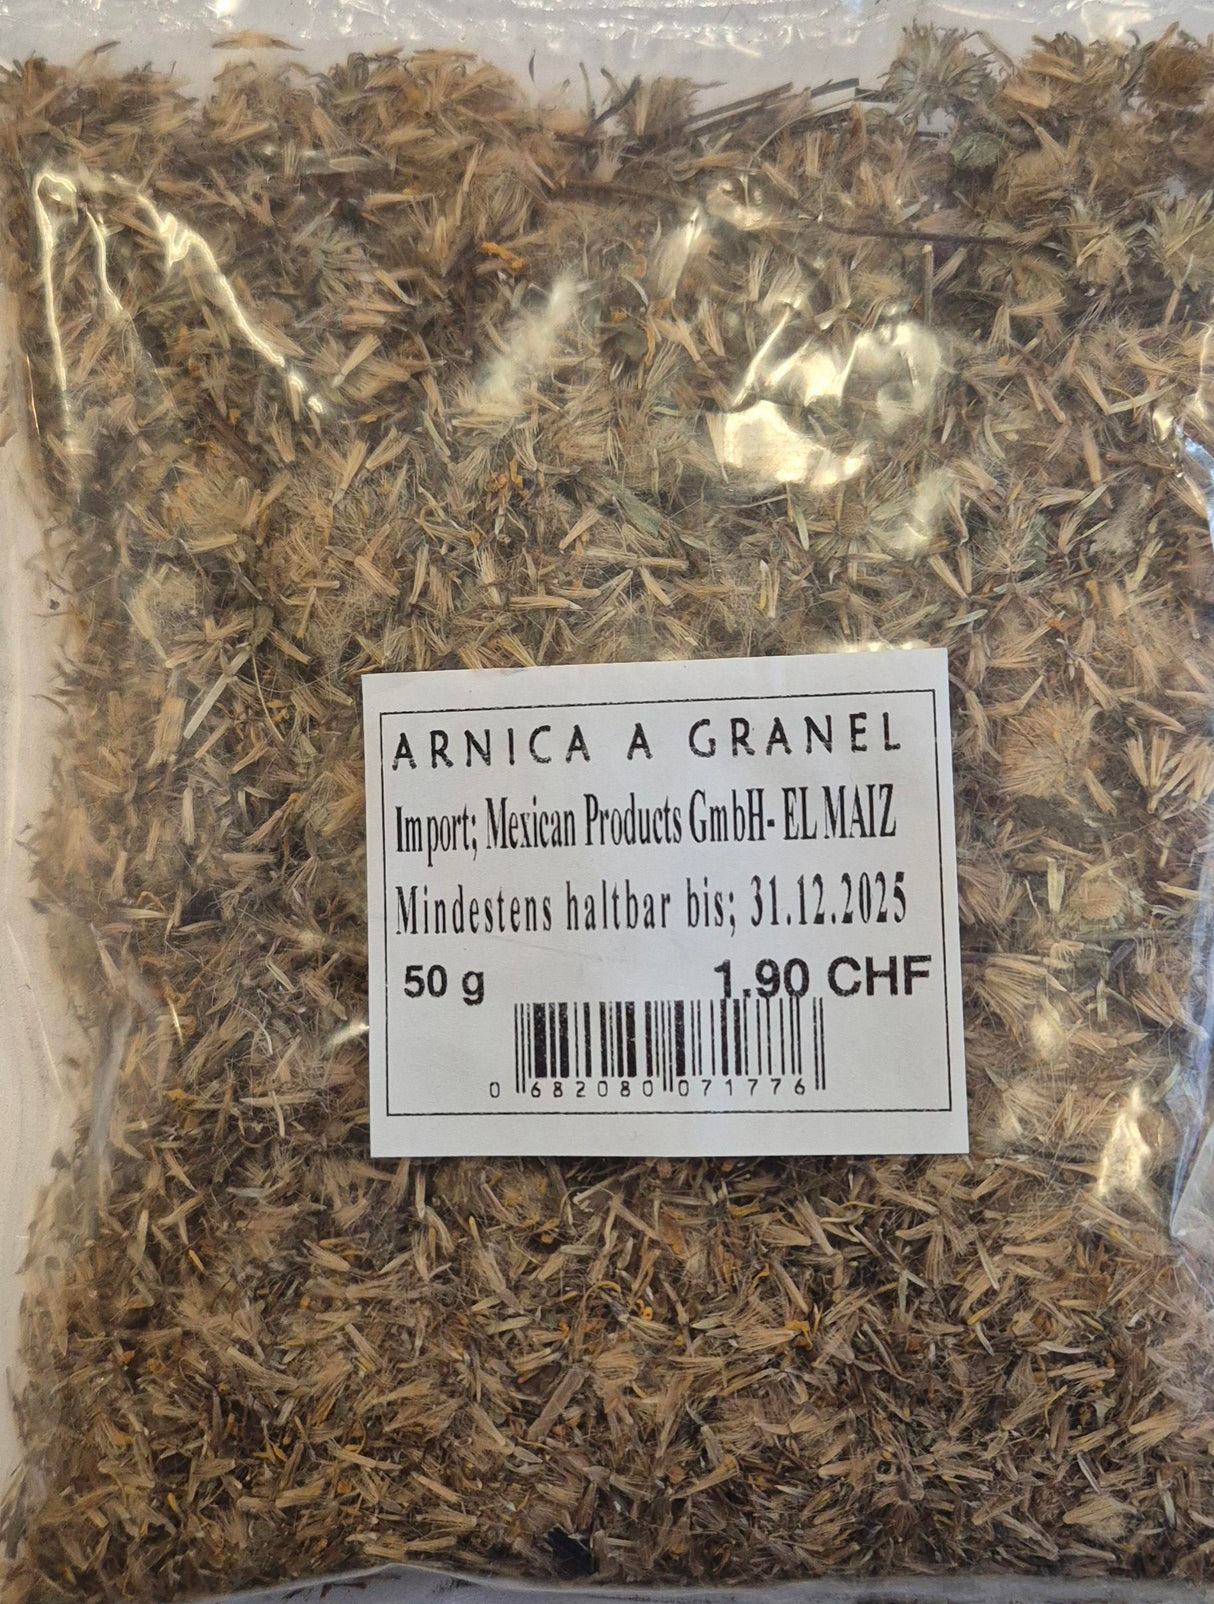 ARNICA A GRANEL
Import; Mexican Products GmbH- EL MAIZ
Mindestens haltbar bis; 31.12.2025
50 g 1.90 CHF
0 682080 071776